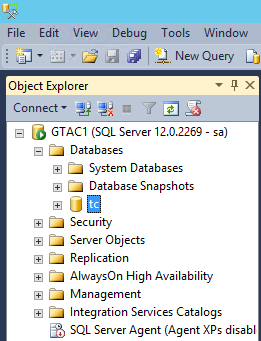 File Edit View Debug Tools Window
New Query
Object Explorer
Connect
GTAC1 (SQL Server 12.0.2269 - sa)
Databases
System Databases
Database Snapshots
tc
Security
Server Objects
Replication
AlwaysOn High Availability
Management
Integration Services Catalogs
SQL Server Agent (Agent XPs disabl